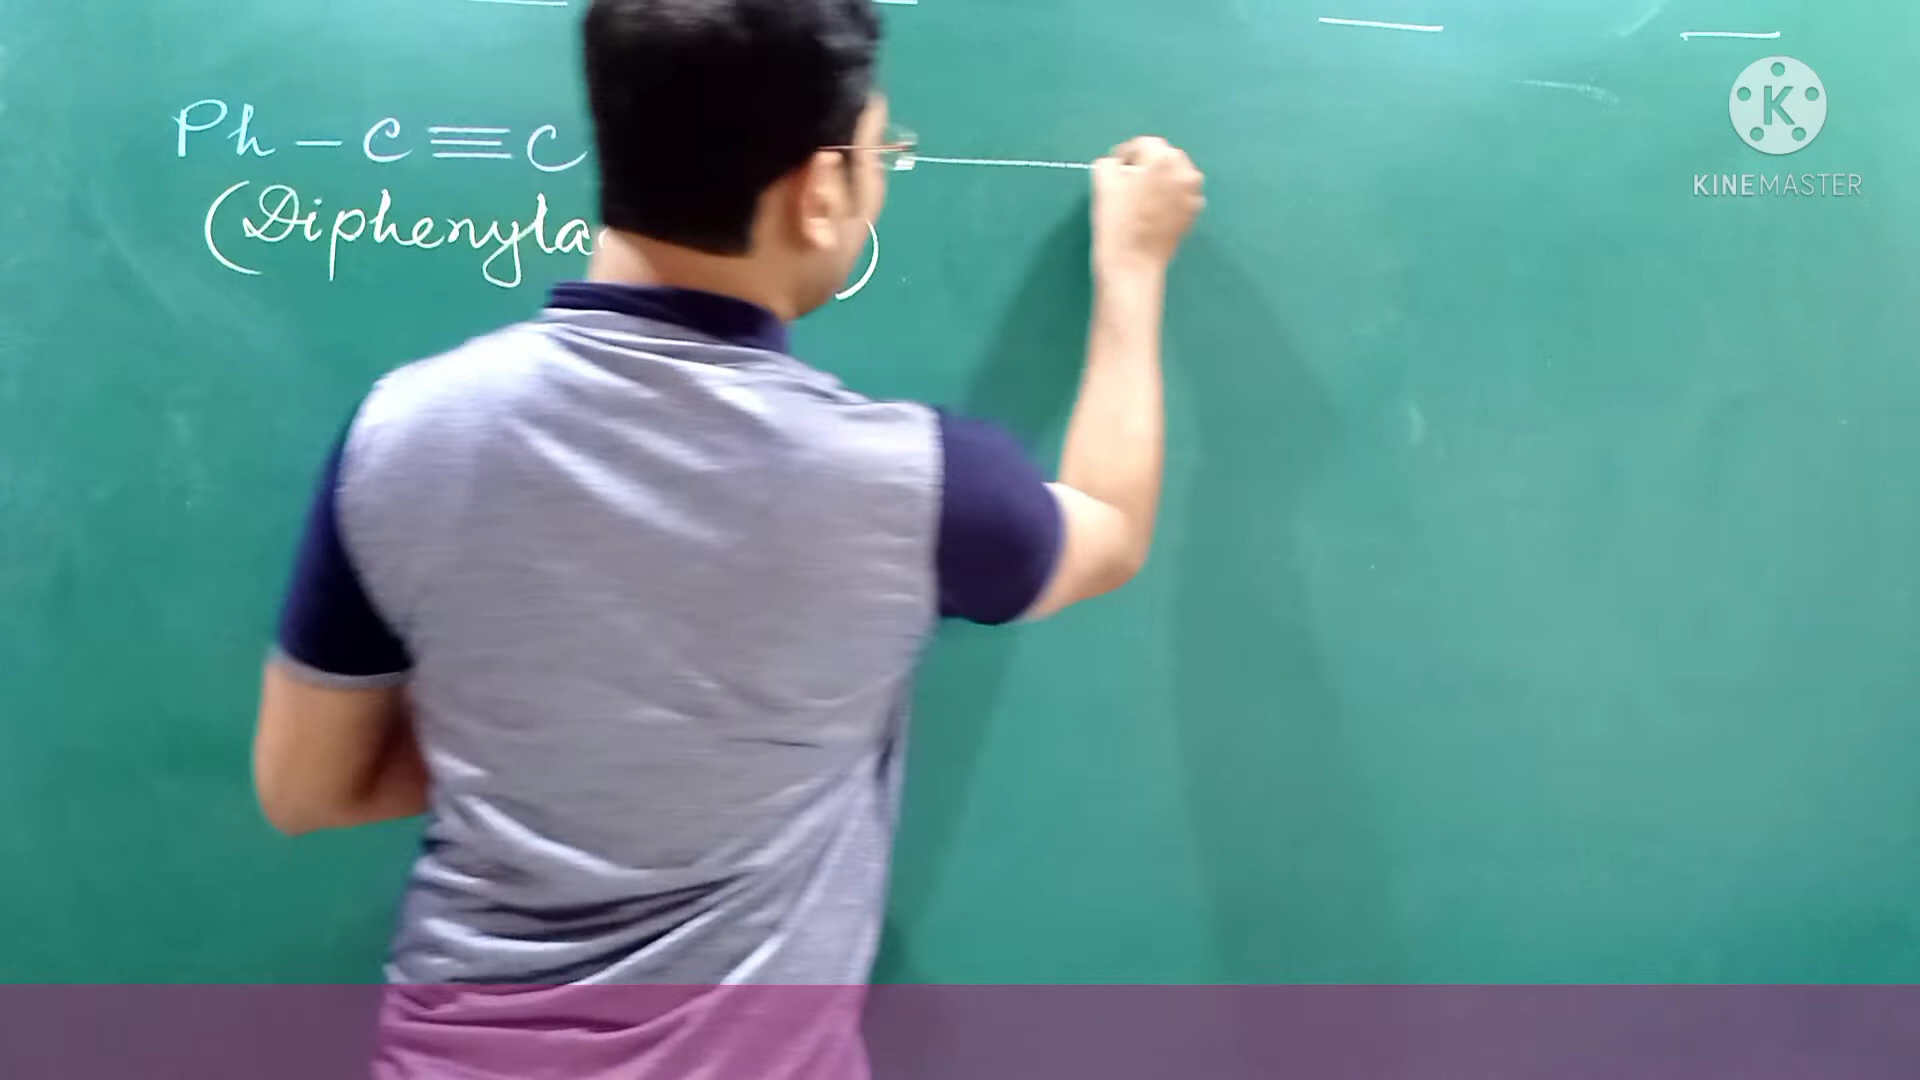 Ph - C ≡ C
(Diphenyla )
K
KINEMASTER